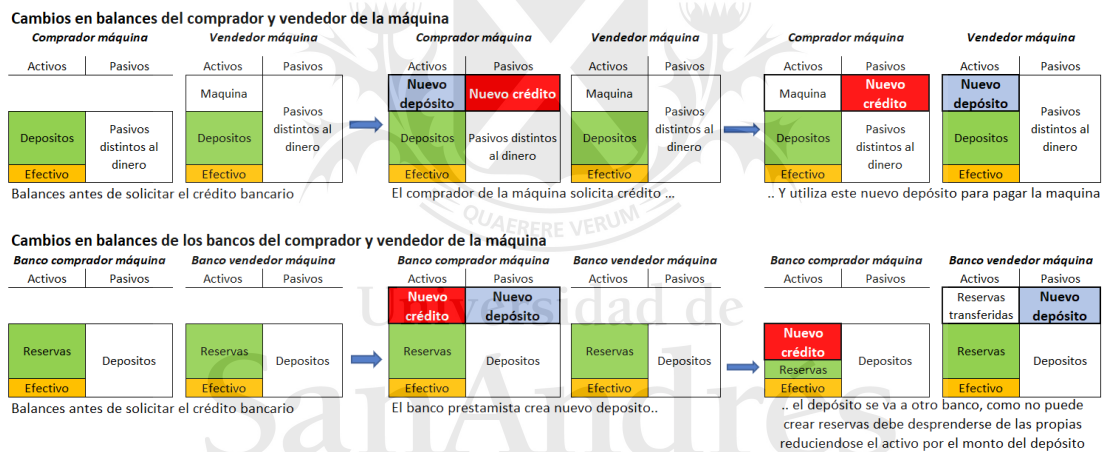 Cambios en balances del comprador y vendedor de la máquina
Comprador máquina Vendedor máquina Comprador máquina Vendedor máquina Comprador máquina Vendedor máquina
Activos Pasivos Activos Pasivos Activos Pasivos Activos Pasivos Activos Pasivos Activos Pasivos
Maquina
Depositos
Efectivo
Pasivos
distintos al
dinero
Depositos
Efectivo
Pasivos
distintos al
dinero
Nuevo
depósito
Nuevo crédito
Depositos
Pasivos distintos
al dinero
Efectivo
Maquina
Depositos
Efectivo
Pasivos
distintos al
dinero
Maquina
Nuevo
crédito
Depositos
Pasivos
distintos al
dinero
Efectivo
Nuevo
depósito
Depositos
Efectivo
Pasivos
distintos al
dinero
Balances antes de solicitar el crédito bancario
El comprador de la máquina solicita crédito ...
.. Y utiliza este nuevo depósito para pagar la maquina
QUAERERE VERUM
Cambios en balances de los bancos del comprador y vendedor de la máquina
Banco comprador máquina Banco vendedor máquina Banco comprador máquina Banco vendedor máquina Banco comprador máquina Banco vendedor máquina
Activos Pasivos Activos Pasivos Activos Pasivos Activos Pasivos Activos Pasivos Activos Pasivos
Reservas
Efectivo
Depositos
Reservas
Efectivo
Depositos
Nuevo
crédito
Nuevo
depósito
Reservas
Efectivo
Depositos
Reservas
Efectivo
Depositos
Nuevo
crédito
Reservas
Efectivo
Depositos
Reservas
transferidas
Nuevo
depósito
Reservas
Efectivo
Depositos
Balances antes de solicitar el crédito bancario
El banco prestamista crea nuevo deposito..
.. el depósito se va a otro banco, como no puede
crear reservas debe desprenderse de las propias
reduciendose el activo por el monto del depósito
Universidad de
SanAndrés